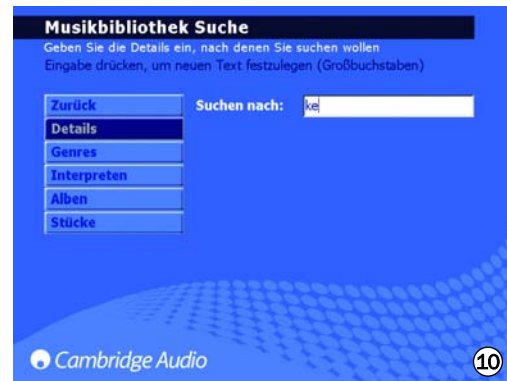 Musikbibliothek Suche
Geben Sie die Details ein, nach denen Sie suchen wollen
Eingabe drücken, um neuen Text festzulegen (Großbuchstaben)
Zurück
Suchen nach: ke
Details
Genres
Interpreten
Alben
Stücke
Cambridge Audio
10